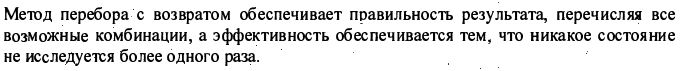 Метод перебора с возвратом обеспечивает правильность результата, перечисляя все
возможные комбинации, а эффективность обеспечивается тем, что никакое состояние
не исследуется более одного раза.